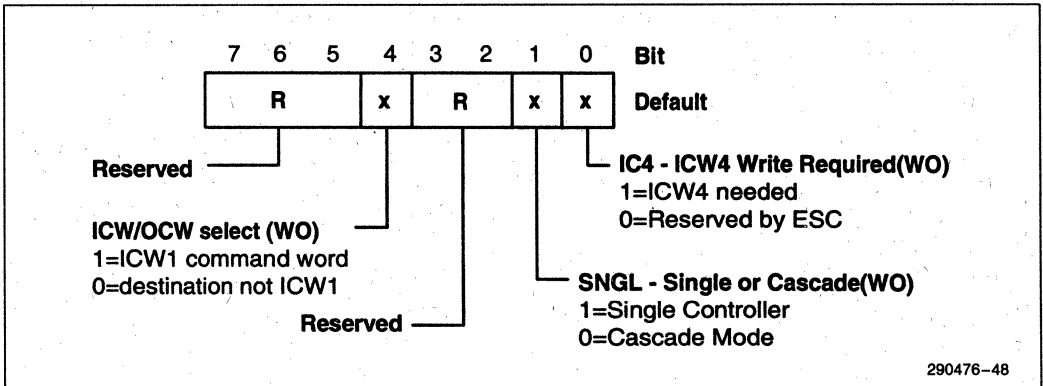 7 6 5 4 3 2 1 0 Bit
R x R x x Default
Reserved
IC4 - ICW4 Write Required(WO)
1=ICW4 needed
0=Reserved by ESC
ICW/OCW select (WO)
1=ICW1 command word
0=destination not ICW1
SNGL - Single or Cascade(WO)
1=Single Controller
0=Cascade Mode
Reserved
290476-48